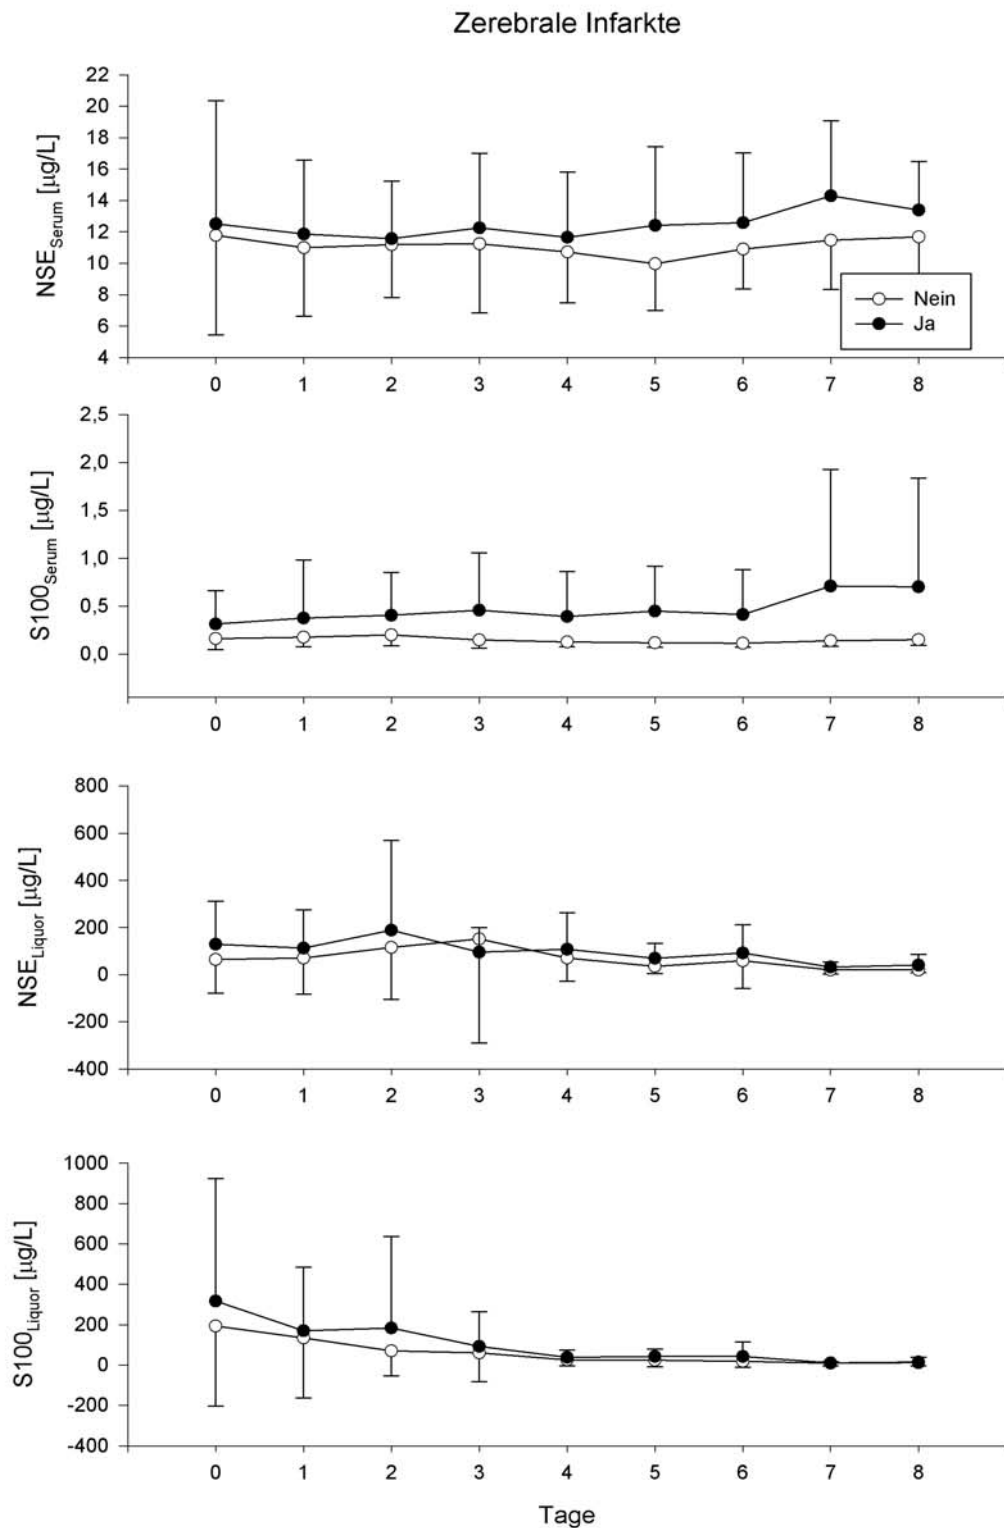 Zerebrale Infarkte
NSE_Serum [µg/L]
22
20
18
16
14
12
10
8
6
4
0 1 2 3 4 5 6 7 8
Nein
Ja
S100_Serum [µg/L]
2,5
2,0
1,5
1,0
0,5
0,0
0 1 2 3 4 5 6 7 8
NSE_Liquor [µg/L]
800
600
400
200
0
-200
-400
0 1 2 3 4 5 6 7 8
S100_Liquor [µg/L]
1000
800
600
400
200
0
-200
-400
0 1 2 3 4 5 6 7 8
Tage